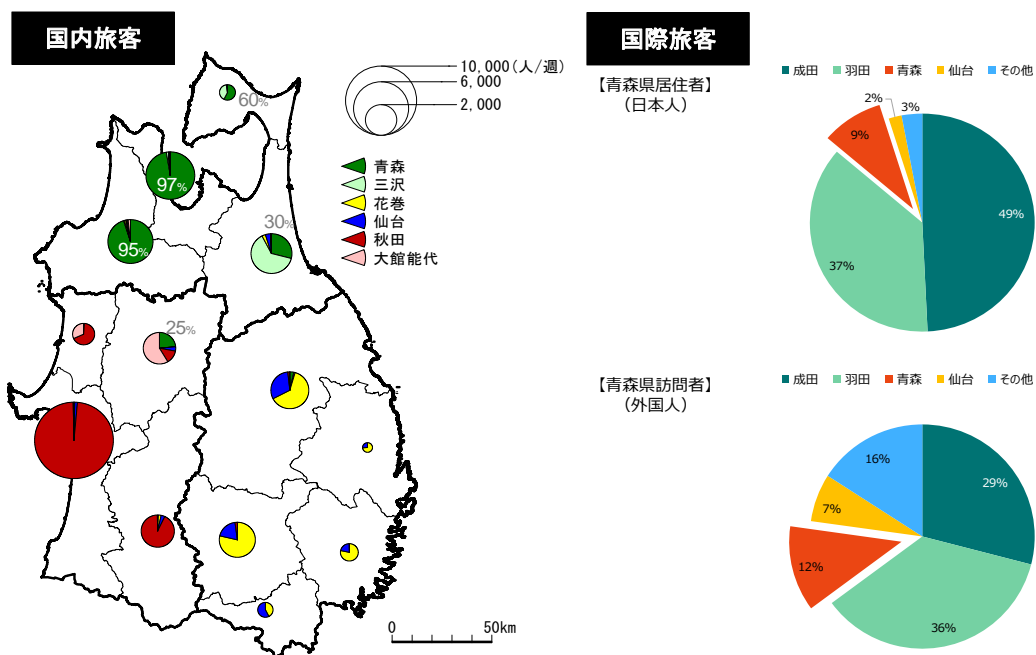 国内旅客
10,000(人/週)
6,000
2,000
青森
三沢
花巻
仙台
秋田
大館能代
60%
97%
95%
30%
25%
0 50km
国際旅客
【青森県居住者】
(日本人)
成田 羽田 青森 仙台 その他
2%
3%
9%
49%
37%
【青森県訪問者】
(外国人)
成田 羽田 青森 仙台 その他
16%
29%
7%
12%
36%